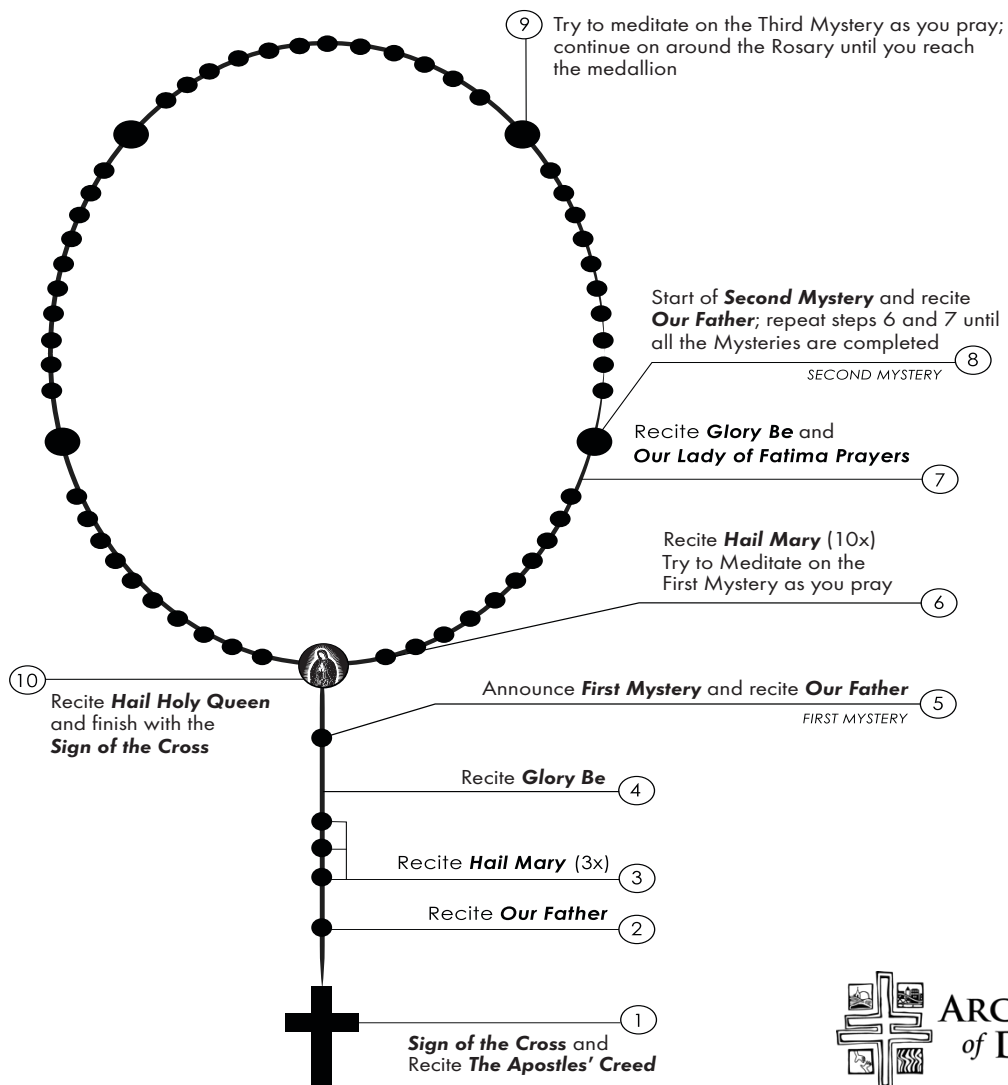 9 Try to meditate on the Third Mystery as you pray;
continue on around the Rosary until you reach
the medallion
Start of Second Mystery and recite
Our Father; repeat steps 6 and 7 until
all the Mysteries are completed
8
SECOND MYSTERY
Recite Glory Be and
Our Lady of Fatima Prayers
7
Recite Hail Mary (10x)
Try to Meditate on the
First Mystery as you pray
6
10
Recite Hail Holy Queen
and finish with the
Sign of the Cross
Announce First Mystery and recite Our Father
5
FIRST MYSTERY
Recite Glory Be
4
Recite Hail Mary (3x)
3
Recite Our Father
2
1
Sign of the Cross and
Recite The Apostles' Creed
ARC
of D